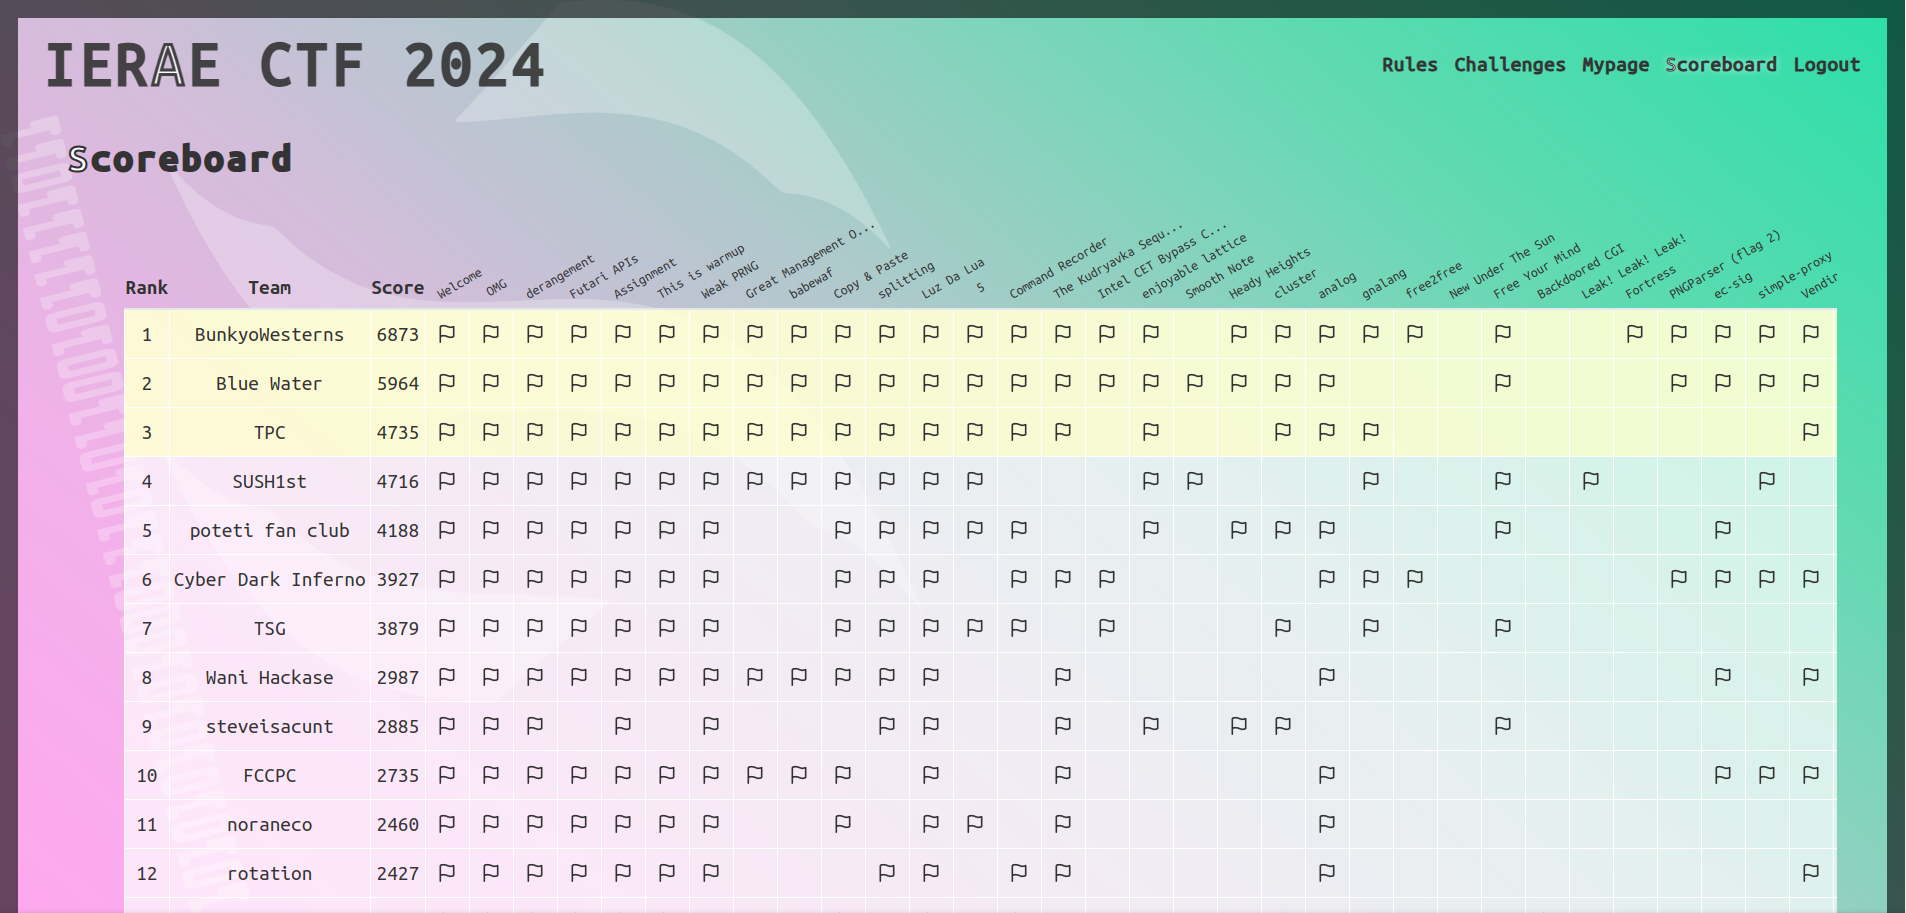 IERAE CTF 2024
Rules Challenges Mypage Scoreboard Logout
Scoreboard
Rank Team Score Welcome OMG derangement Futari APIs Assignment This is warmup Weak PRNG Great Management O... babewaf Copy & Paste splitting Luz Da Lua 5 Command Recorder The Kudryavka Sequ... Intel CET Bypass C... enjoyable lattice Smooth Note Heady Heights cluster analog gnalang free2free New Under The Sun Free Your Mind Backdoored CGI Leak! Leak! Leak! Fortress PNGParser (flag 2) ec-sig simple-proxy
1 BunkyoWesterns 6873
2 Blue Water 5964
3 TPC 4735
4 SUSH1st 4716
5 poteti fan club 4188
6 Cyber Dark Inferno 3927
7 TSG 3879
8 Wani Hackase 2987
9 steveisacunt 2885
10 FCCPC 2735
11 noraneco 2460
12 rotation 2427